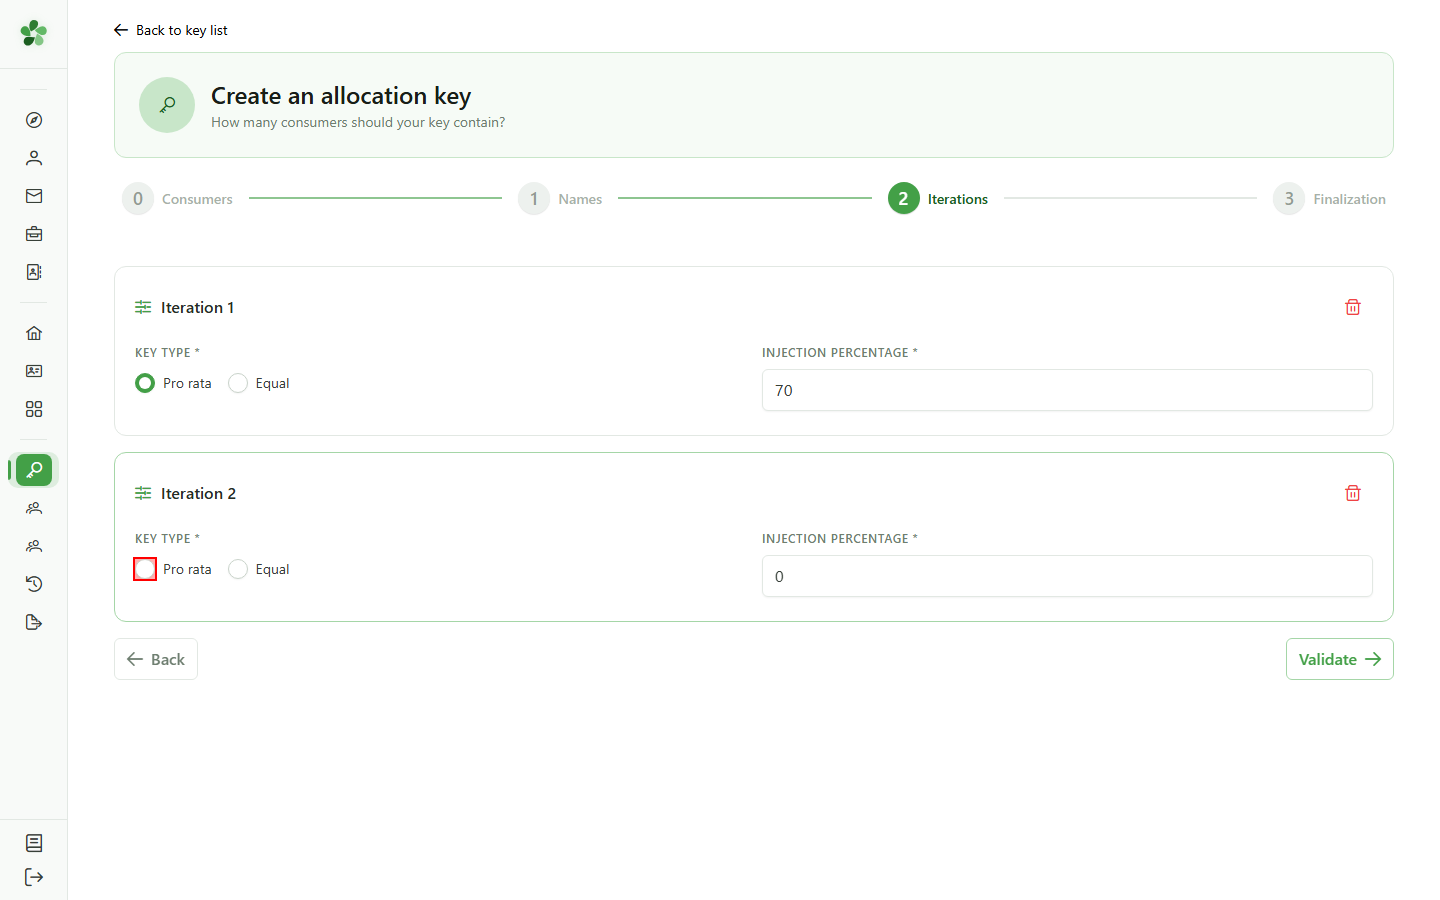 Back to key list
Create an allocation key
How many consumers should your key contain?
0 Consumers 1 Names 2 Iterations 3 Finalization
Iteration 1
KEY TYPE * INJECTION PERCENTAGE *
Pro rata Equal 70
Iteration 2
KEY TYPE * INJECTION PERCENTAGE *
Pro rata Equal 0
Back Validate